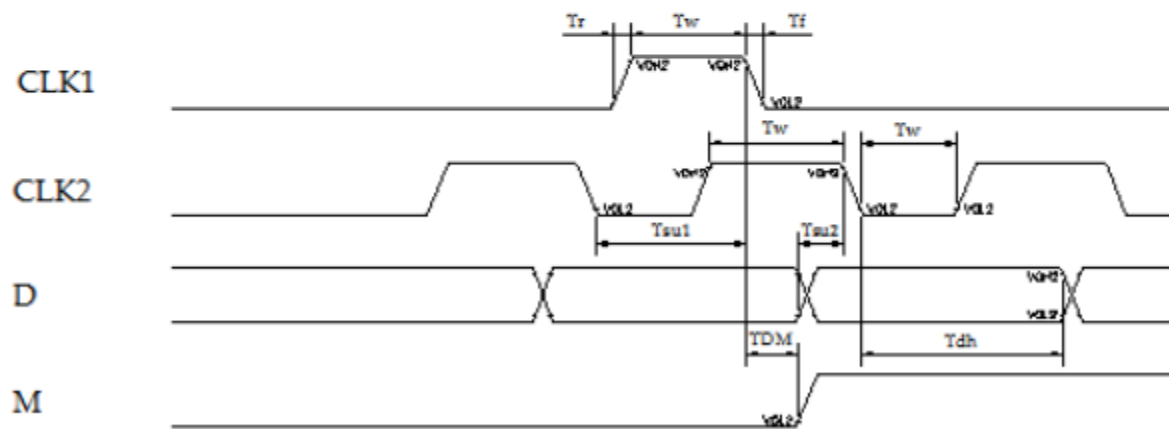 Tr Tw Tf
CLK1 VOH2 VOH2 VOL2
Tw Tw
CLK2 VOH2 VOH2 VOL2 VOL2 VOL2
Tsu1 Tsu2
D VOH2 VOL2
TDM Tdh
M VOL2